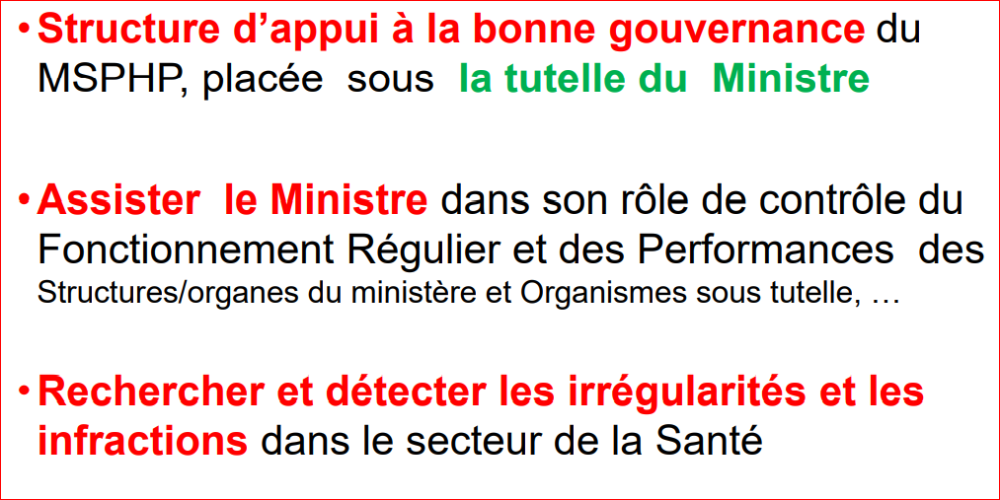 •Structure d’appui à la bonne gouvernance du
MSPHP, placée sous la tutelle du Ministre
•Assister le Ministre dans son rôle de contrôle du
Fonctionnement Régulier et des Performances des
Structures/organes du ministère et Organismes sous tutelle, …
•Rechercher et détecter les irrégularités et les
infractions dans le secteur de la Santé